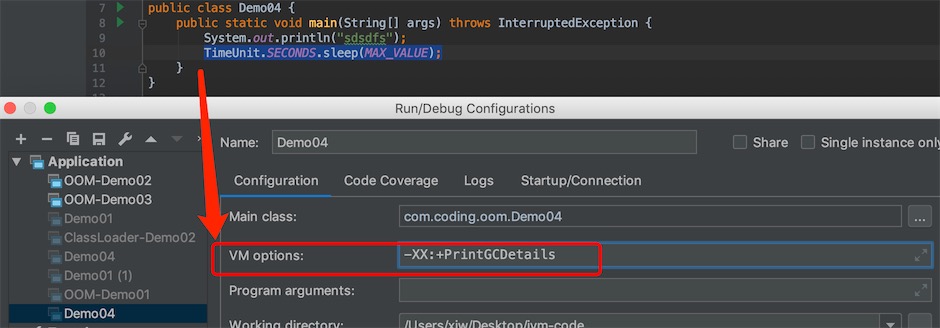 7 public class Demo04 {
8 public static void main(String[] args) throws InterruptedException {
9 System.out.println("sdsdfs");
10 TimeUnit.SECONDS.sleep(MAX_VALUE);
11 }
12 }
Run/Debug Configurations
Application
OOM-Demo02
OOM-Demo03
Demo01
ClassLoader-Demo02
Demo04
Demo01 (1)
OOM-Demo01
Demo04
Name: Demo04
Share
Single instance only
Configuration Code Coverage Logs Startup/Connection
Main class: com.coding.oom.Demo04 ...
VM options: -XX:+PrintGCDetails
Program arguments:
Working directory: /Users/xjw/Desktop/jvm-code